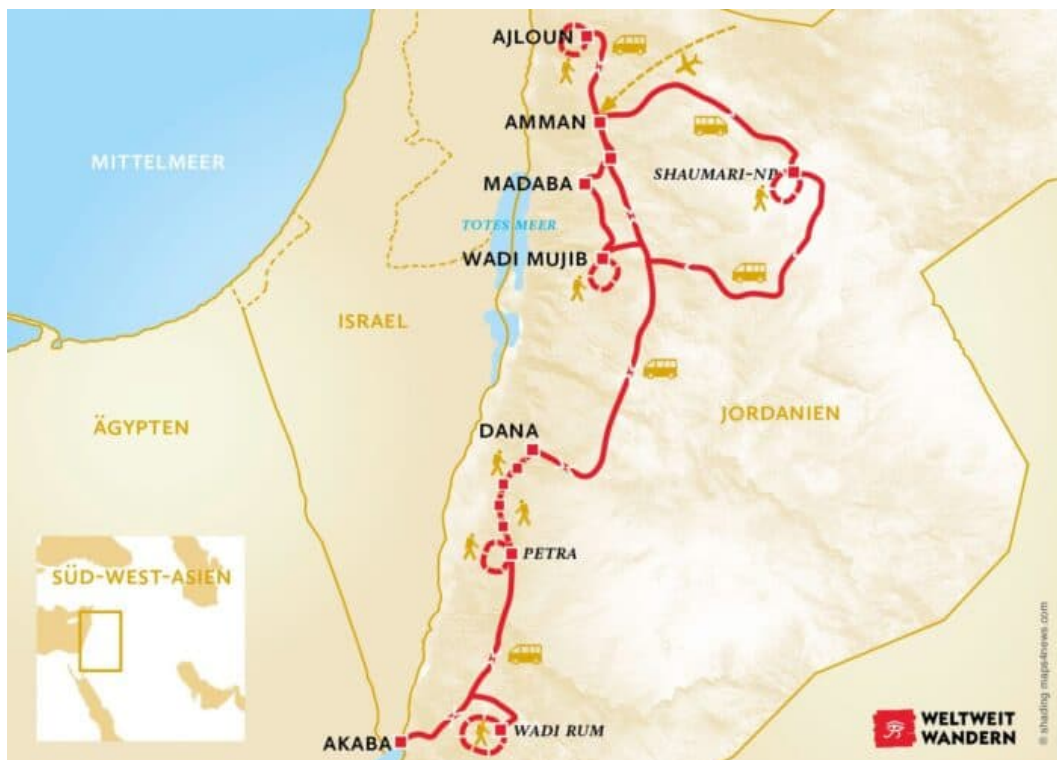 AJLOUN
AMMAN
MITTELMEER
SHAUMARI-NP
MADABA
TOTES MEER
WADI MUJIB
ISRAEL
JORDANIEN
ÄGYPTEN
DANA
PETRA
SÜD-WEST-ASIEN
WADI RUM
AKABA
WELTWEIT
WANDERN
© shading maps4news.com